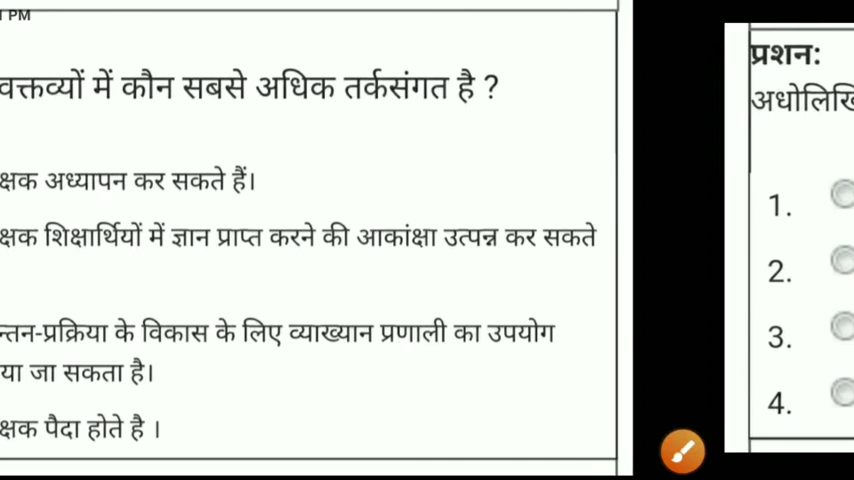 PM
वक्तव्यों में कौन सबसे अधिक तर्कसंगत है ?
क्षक अध्यापन कर सकते हैं।
क्षक शिक्षार्थियों में ज्ञान प्राप्त करने की आकांक्षा उत्पन्न कर सकते
न्तन-प्रक्रिया के विकास के लिए व्याख्यान प्रणाली का उपयोग
या जा सकता है।
क्षक पैदा होते है ।
प्रशन:
अधोलिखि
1.
2.
3.
4.